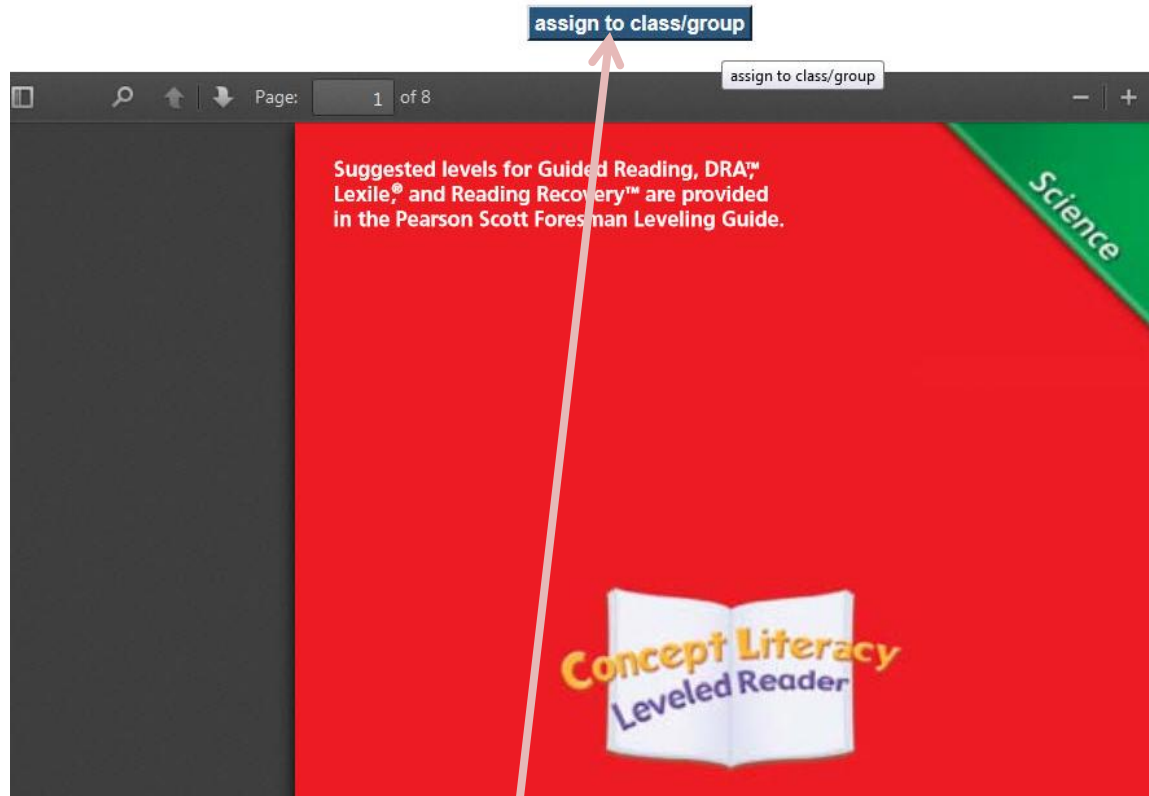 assign to class/group
assign to class/group
Page: 1 of 8
Suggested levels for Guided Reading, DRA,™
Lexile,® and Reading Recovery™ are provided
in the Pearson Scott Foresman Leveling Guide.
Science
Concept Literacy
Leveled Reader